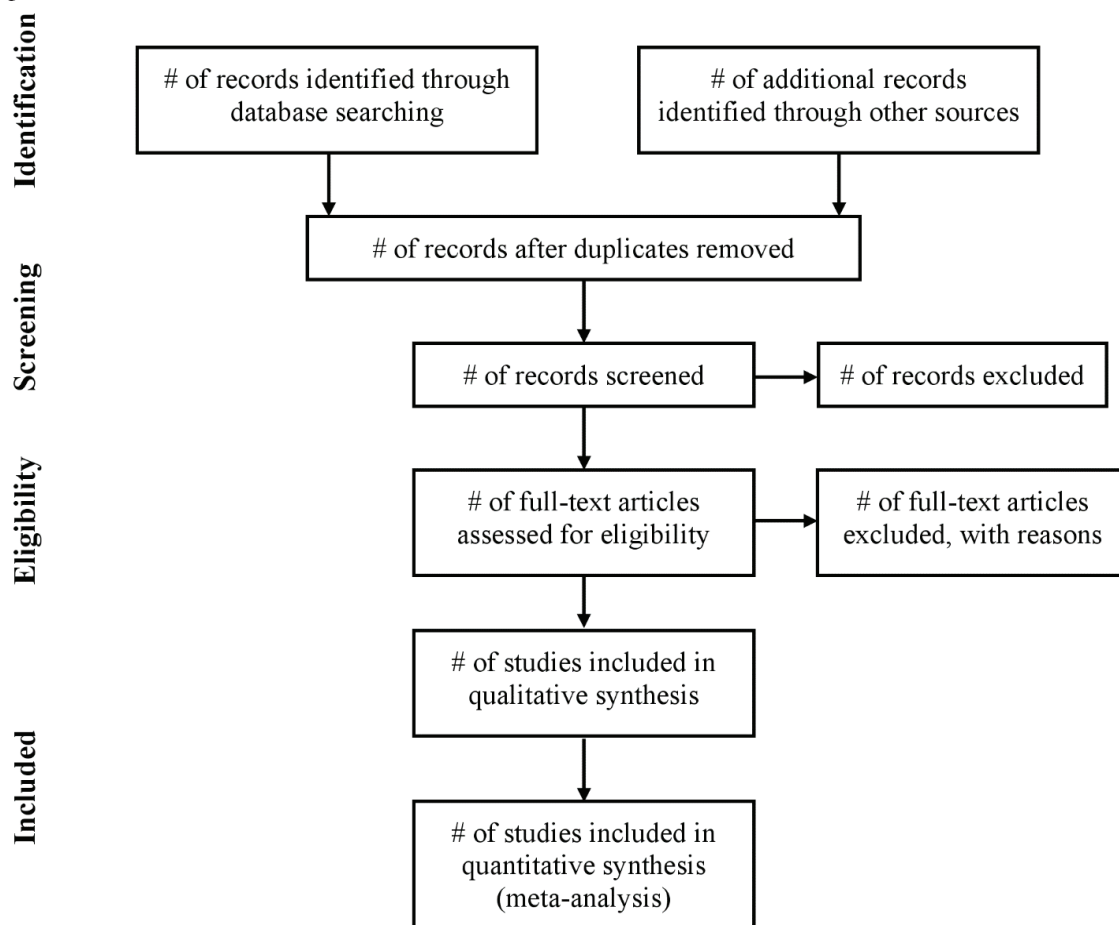 Identification
# of records identified through
database searching
# of additional records
identified through other sources
# of records after duplicates removed
Screening
# of records screened
# of records excluded
Eligibility
# of full-text articles
assessed for eligibility
# of full-text articles
excluded, with reasons
Included
# of studies included in
qualitative synthesis
# of studies included in
quantitative synthesis
(meta-analysis)